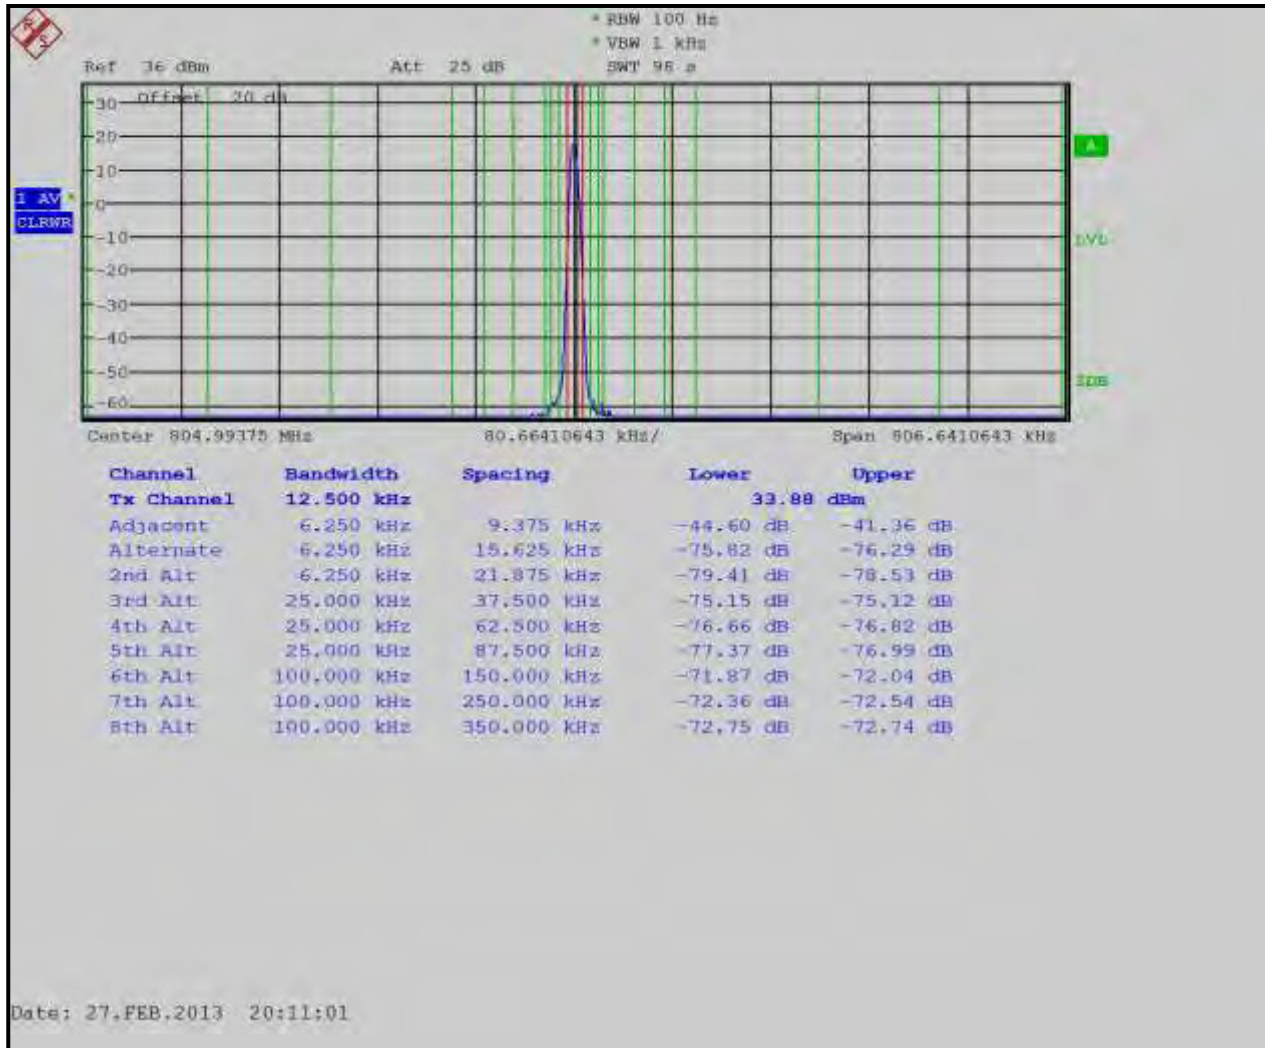 R S
* RBW 100 Hz
* VBW 1 kHz
Ref 36 dBm Att 25 dB SWT 98 s
Offset 20 dB
30
20
10
0
-10
-20
-30
-40
-50
-60
1 AV *
CLRWR
A
LVL
3DB
Center 804.99375 MHz 80.66410643 kHz/ Span 806.6410643 kHz
Channel Bandwidth Spacing Lower Upper
Tx Channel 12.500 kHz 33.88 dBm
Adjacent 6.250 kHz 9.375 kHz -44.60 dB -41.36 dB
Alternate 6.250 kHz 15.625 kHz -75.82 dB -76.29 dB
2nd Alt 6.250 kHz 21.875 kHz -79.41 dB -78.53 dB
3rd Alt 25.000 kHz 37.500 kHz -75.15 dB -75.12 dB
4th Alt 25.000 kHz 62.500 kHz -76.66 dB -76.82 dB
5th Alt 25.000 kHz 87.500 kHz -77.37 dB -76.99 dB
6th Alt 100.000 kHz 150.000 kHz -71.87 dB -72.04 dB
7th Alt 100.000 kHz 250.000 kHz -72.36 dB -72.54 dB
8th Alt 100.000 kHz 350.000 kHz -72.75 dB -72.74 dB
Date: 27.FEB.2013 20:11:01